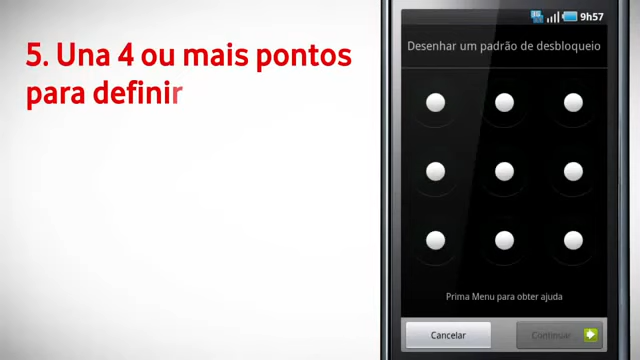 5. Una 4 ou mais pontos
para definir
9h57
Desenhar um padrão de desbloqueio
Prima Menu para obter ajuda
Cancelar
Continuar